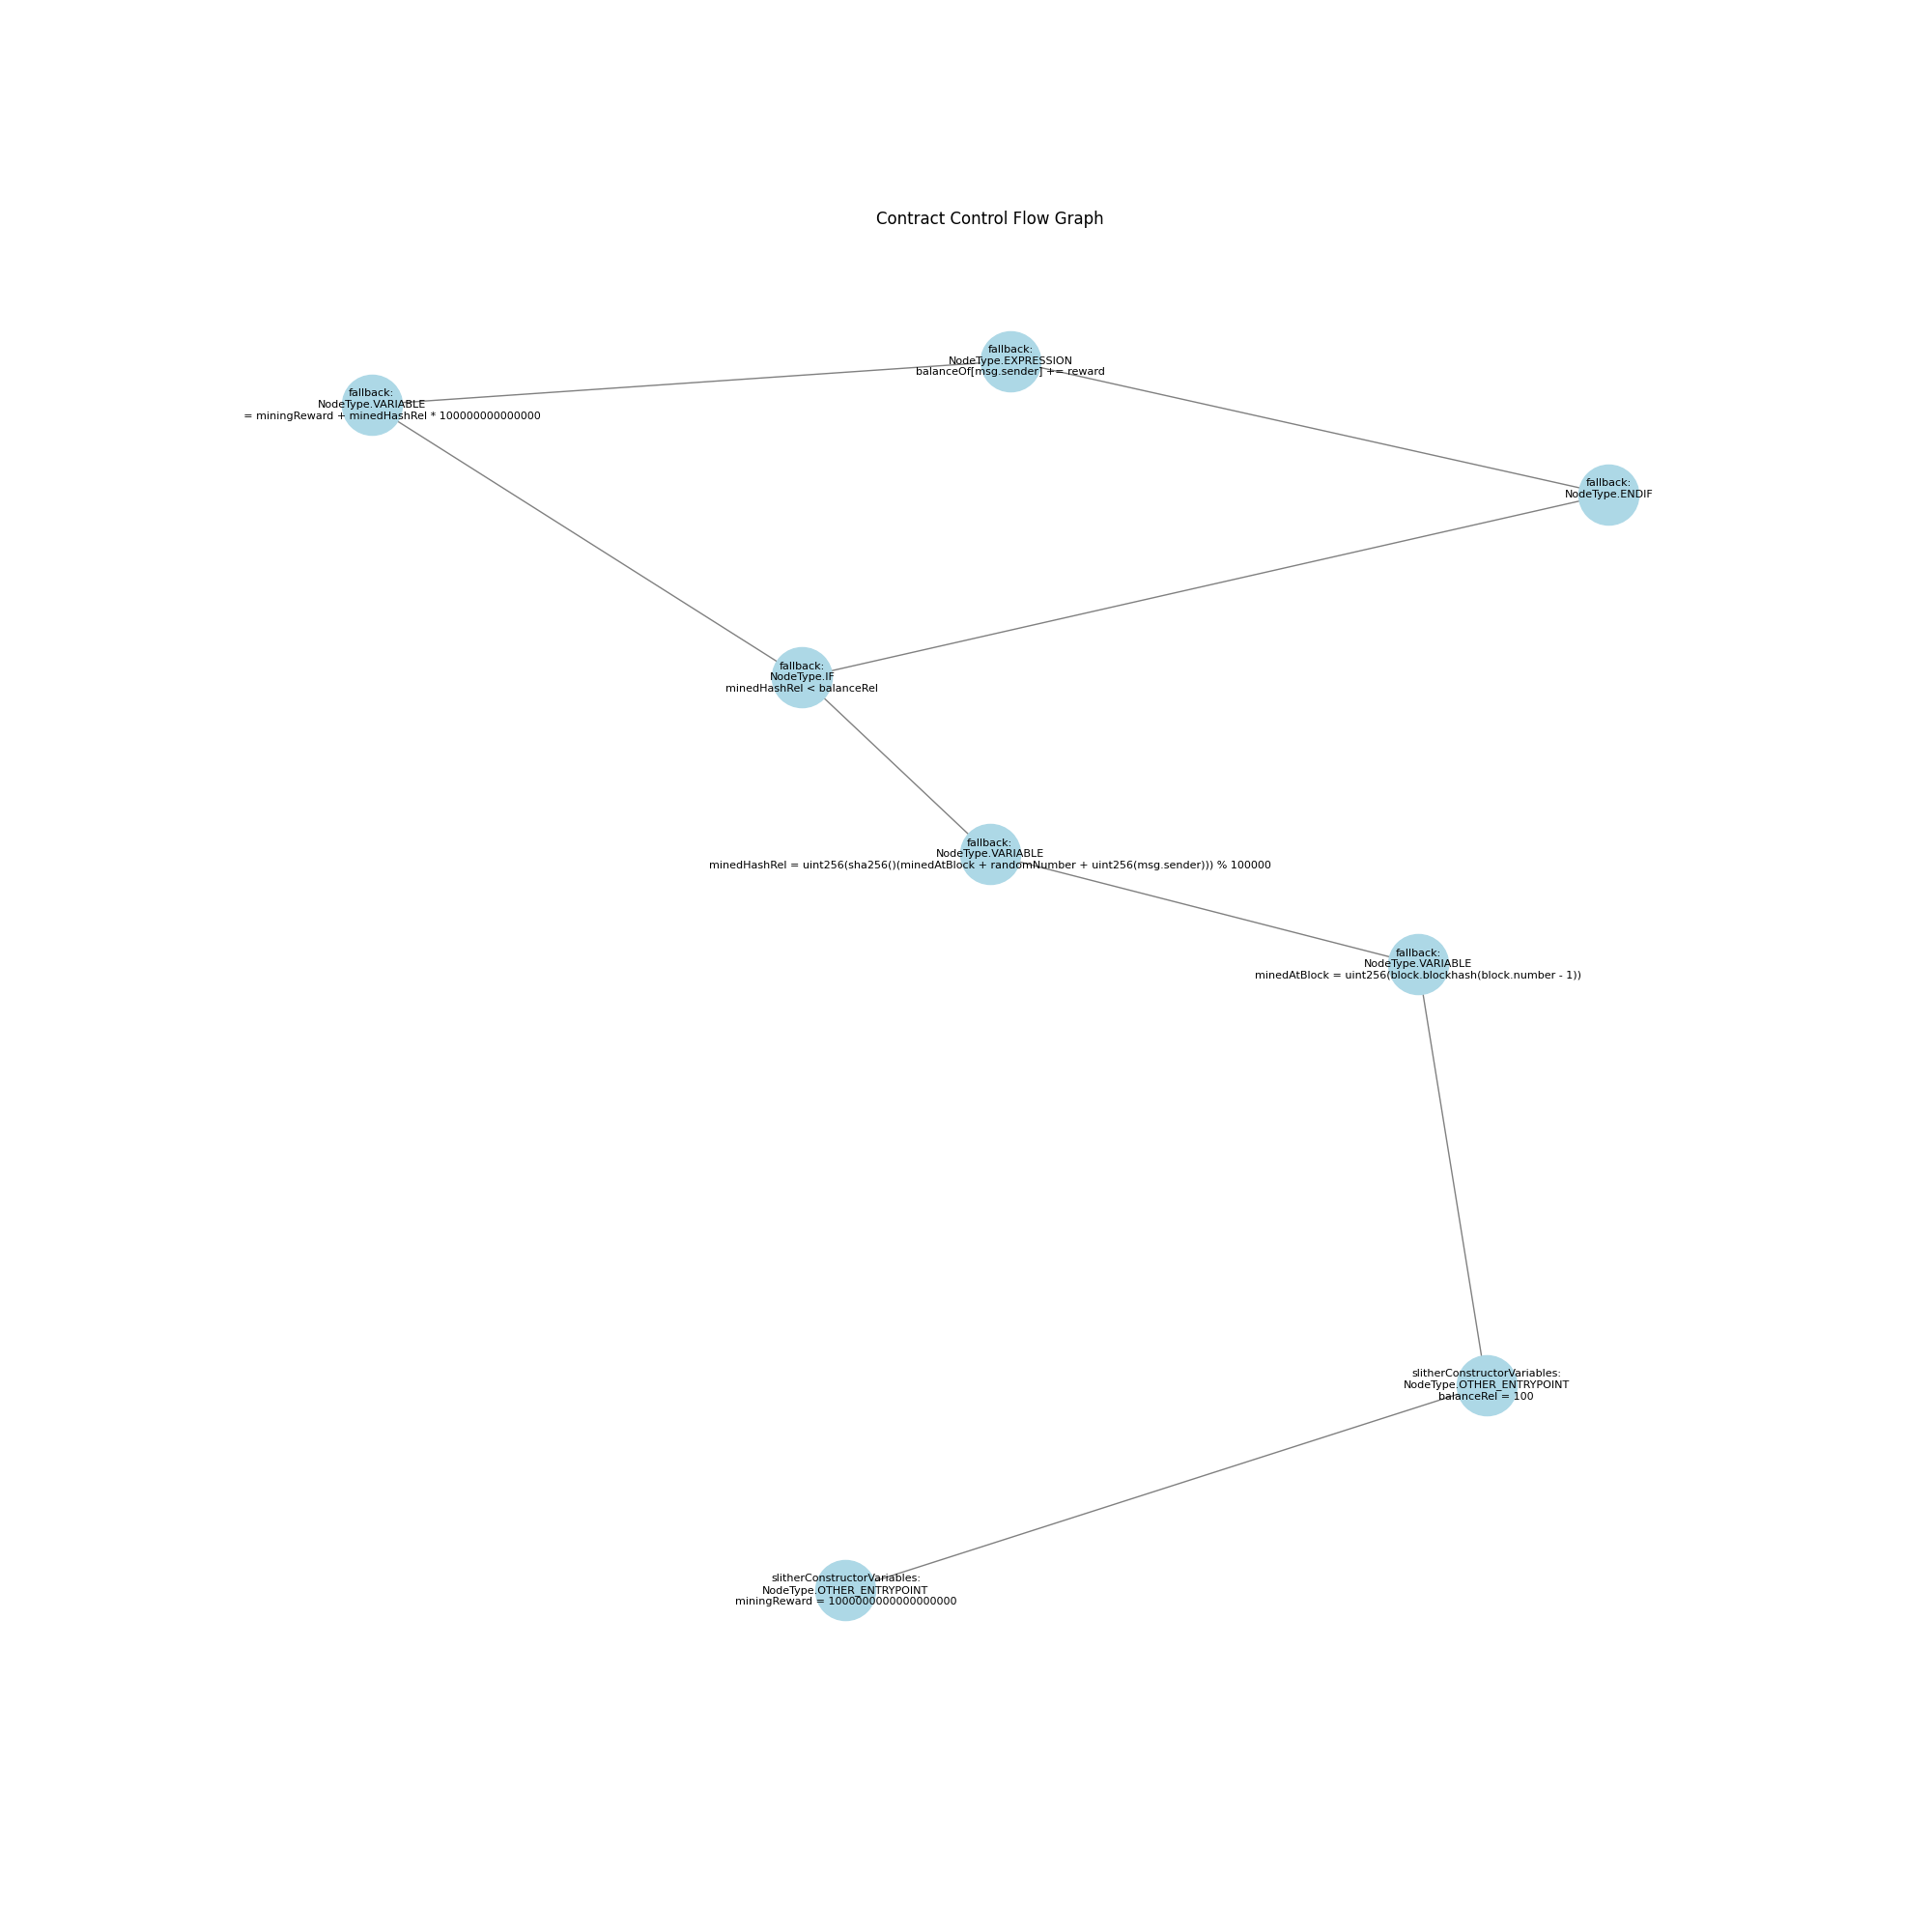 Contract Control Flow Graph
fallback:
NodeType.EXPRESSION
balanceOf[msg.sender] += reward
fallback:
NodeType.VARIABLE
= miningReward + minedHashRel * 100000000000000
fallback:
NodeType.ENDIF
fallback:
NodeType.IF
minedHashRel < balanceRel
fallback:
NodeType.VARIABLE
minedHashRel = uint256(sha256()(minedAtBlock + randomNumber + uint256(msg.sender))) % 100000
fallback:
NodeType.VARIABLE
minedAtBlock = uint256(block.blockhash(block.number - 1))
slitherConstructorVariables:
NodeType.OTHER_ENTRYPOINT
balanceRel = 100
slitherConstructorVariables:
NodeType.OTHER_ENTRYPOINT
miningReward = 1000000000000000000